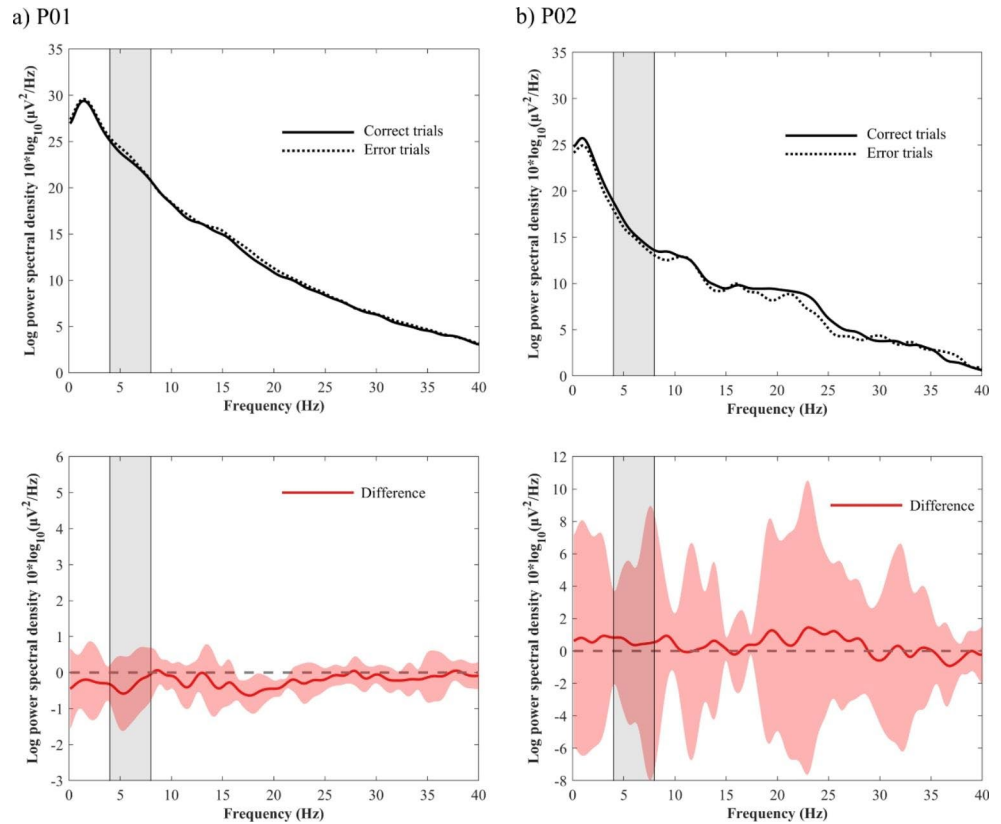 a) P01
b) P02
35
30
25
20
15
10
5
0
Log power spectral density 10*log10(µV2/Hz)
Correct trials
Error trials
0 5 10 15 20 25 30 35 40
Frequency (Hz)
35
30
25
20
15
10
5
0
Log power spectral density 10*log10(µV2/Hz)
Correct trials
Error trials
0 5 10 15 20 25 30 35 40
Frequency (Hz)
6
5
4
3
2
1
0
-1
-2
-3
Log power spectral density 10*log10(µV2/Hz)
Difference
0 5 10 15 20 25 30 35 40
Frequency (Hz)
12
10
8
6
4
2
0
-2
-4
-6
-8
Log power spectral density 10*log10(µV2/Hz)
Difference
0 5 10 15 20 25 30 35 40
Frequency (Hz)